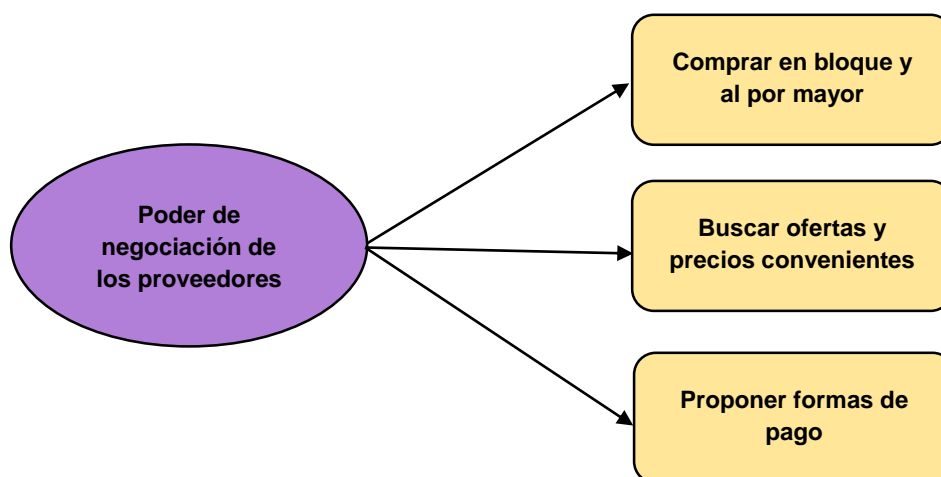 Comprar en bloque y
al por mayor
Poder de
negociación de
los proveedores
Buscar ofertas y
precios convenientes
Proponer formas de
pago